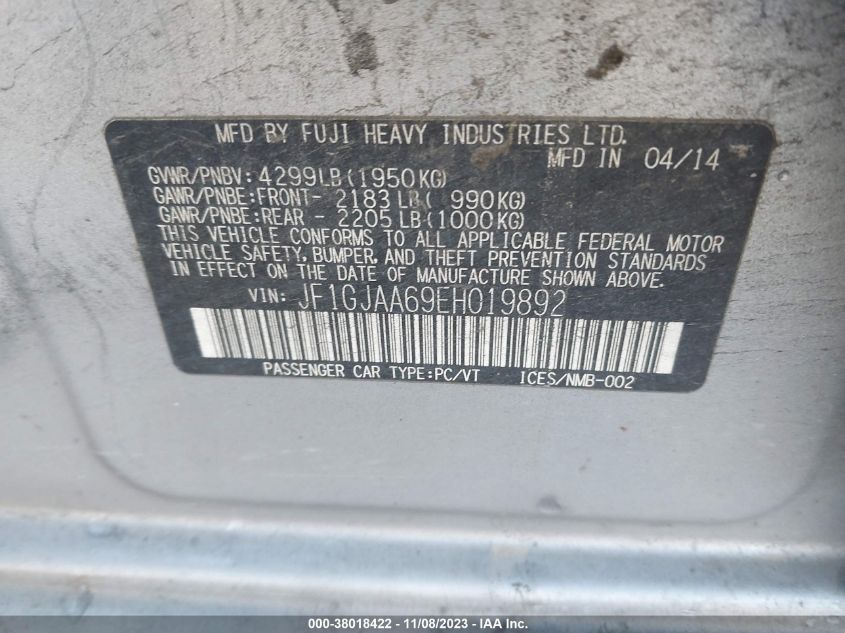 MFD BY FUJI HEAVY INDUSTRIES LTD.
MFD IN 04/14
GVWR/PNBV: 4299LB(1950KG)
GAWR/PNBE:FRONT- 2183LB( 990KG)
GAWR/PNBE:REAR - 2205LB(1000KG)
THIS VEHICLE CONFORMS TO ALL APPLICABLE FEDERAL MOTOR
VEHICLE SAFETY, BUMPER, AND THEFT PREVENTION STANDARDS
IN EFFECT ON THE DATE OF MANUFACTURE SHOWN ABOVE.
VIN: JF1GJAA69EH019892
PASSENGER CAR TYPE:PC/VT ICES/NMB-002
000-38018422 - 11/08/2023 - IAA Inc.